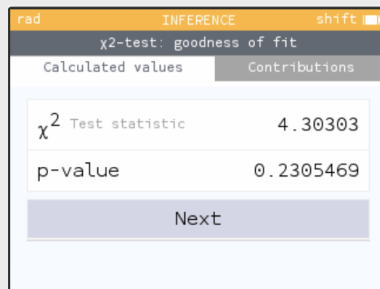 rad INFERENCE shift
χ2-test: goodness of fit
Calculated values Contributions
χ2 Test statistic 4.30303
p-value 0.2305469
Next